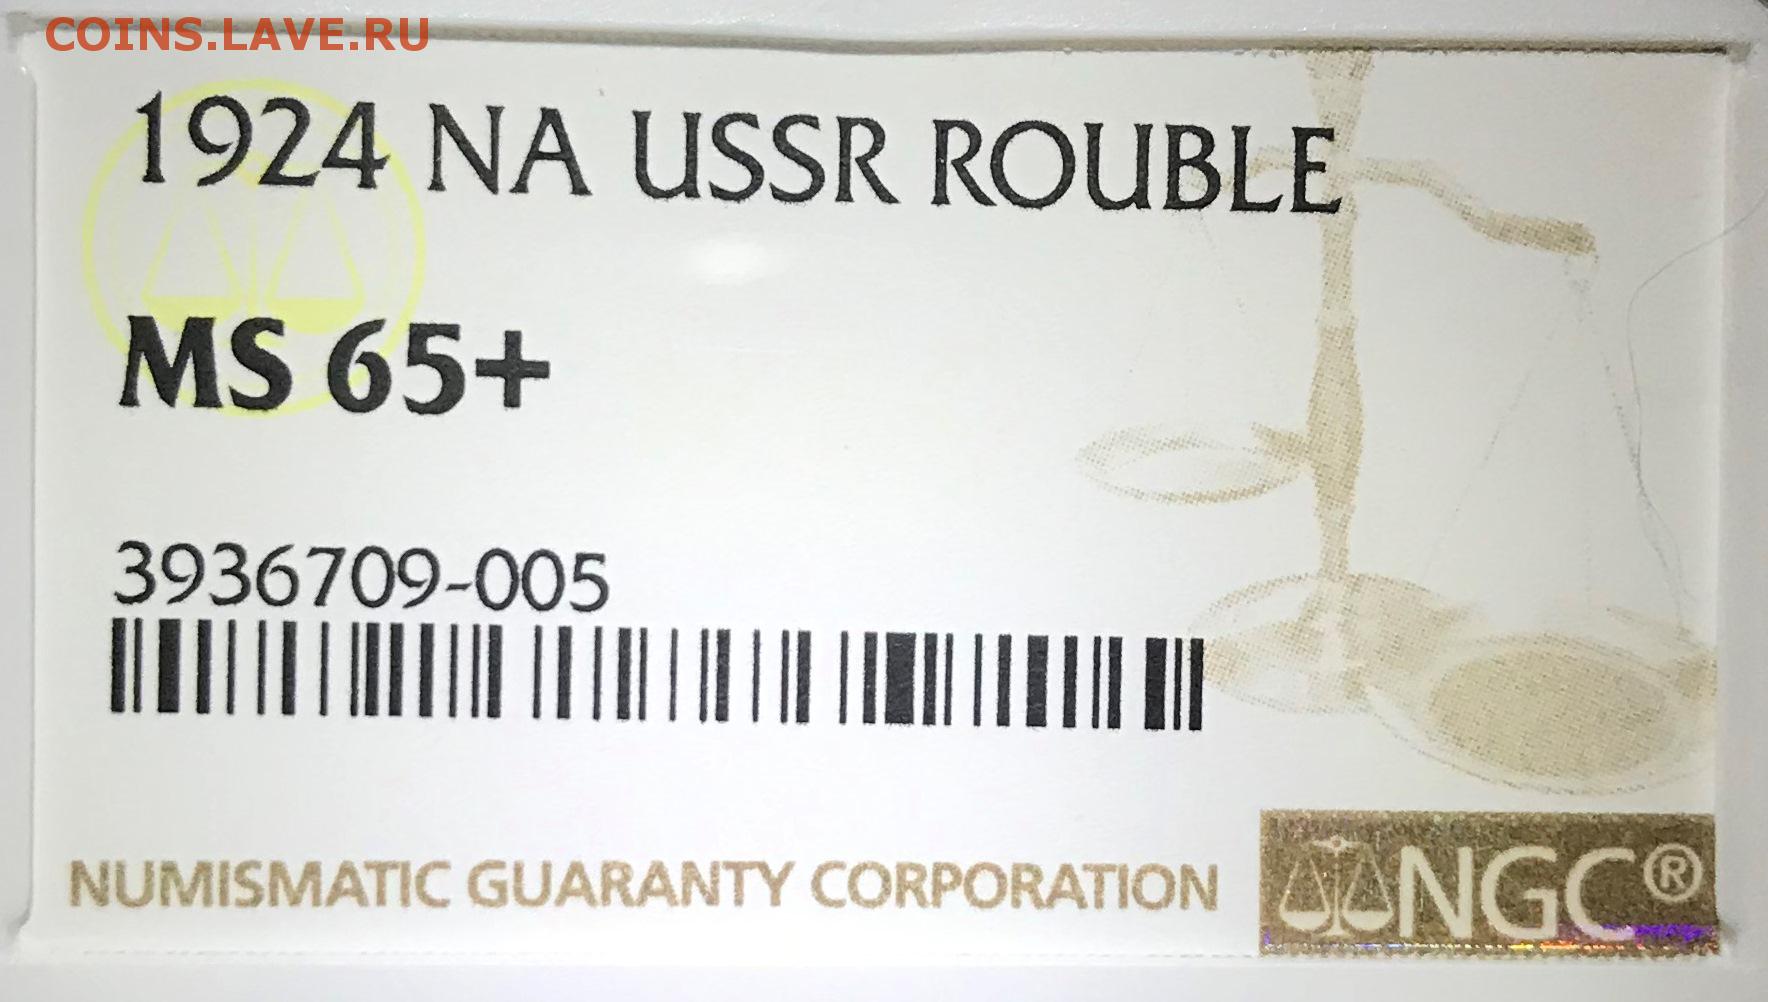 COINS.LAVE.RU
1924 NA USSR ROUBLE
MS 65+
3936709-005
NUMISMATIC GUARANTY CORPORATION
NGC®